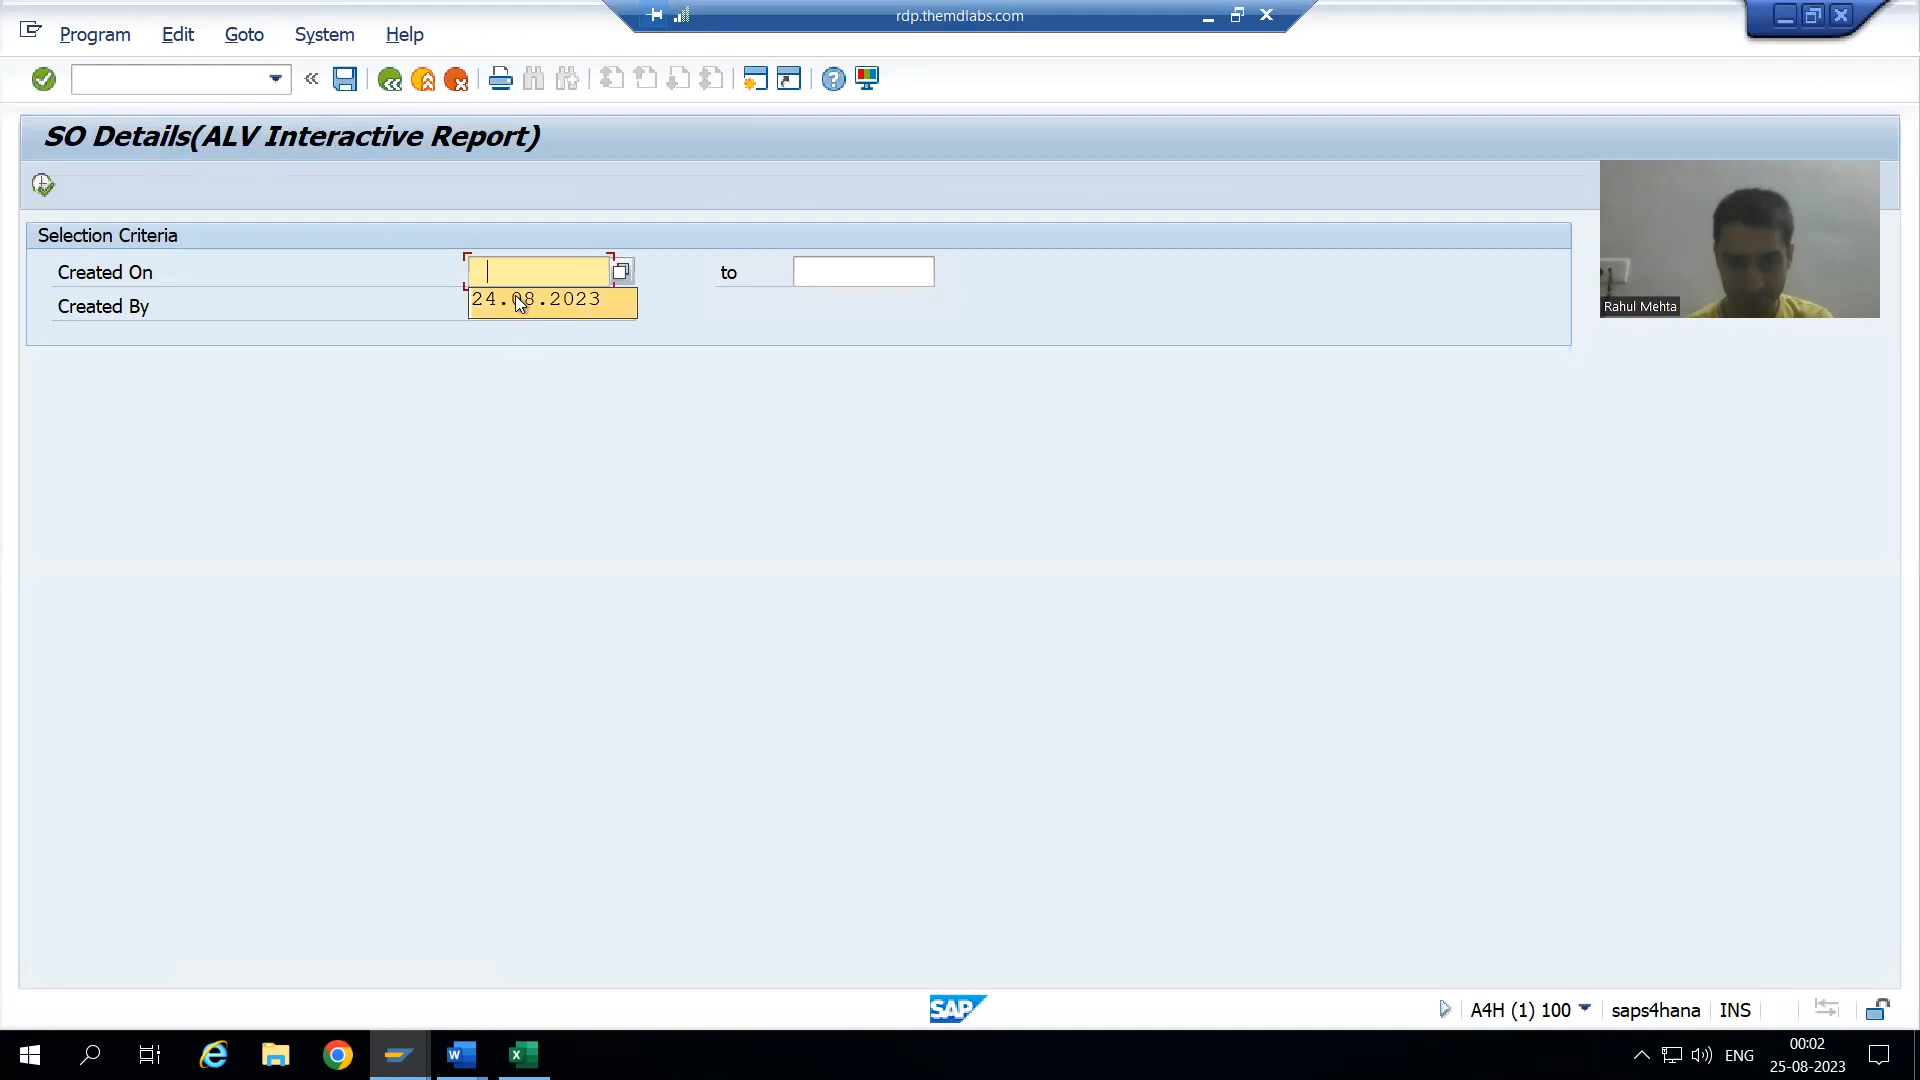 rdp.themdlabs.com
Program Edit Goto System Help
SO Details(ALV Interactive Report)
Selection Criteria
Created On to
24.08.2023
Created By
Rahul Mehta
SAP A4H (1) 100 saps4hana INS
00:02
ENG
25-08-2023